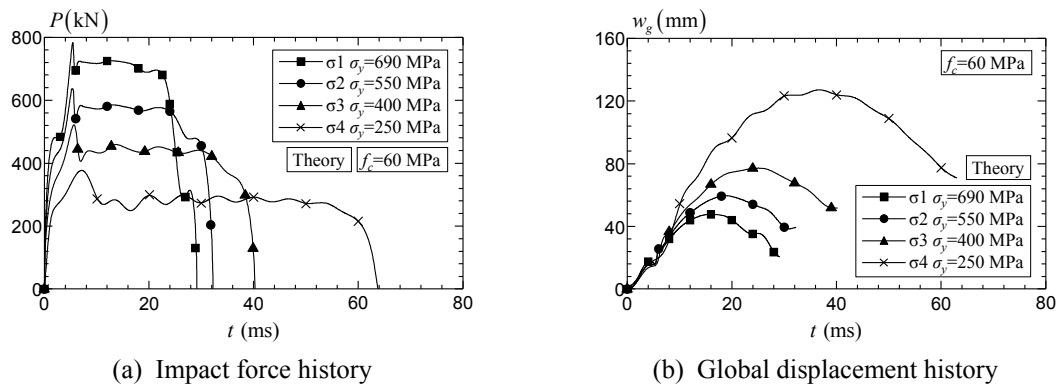 P(kN)
800
600
400
200
0
0 20 40 60 80
t (ms)
σ1 σy=690 MPa
σ2 σy=550 MPa
σ3 σy=400 MPa
σ4 σy=250 MPa
Theory fc=60 MPa
(a) Impact force history
wg (mm)
160
120
80
40
0
0 20 40 60 80
t (ms)
fc=60 MPa
Theory
σ1 σy=690 MPa
σ2 σy=550 MPa
σ3 σy=400 MPa
σ4 σy=250 MPa
(b) Global displacement history